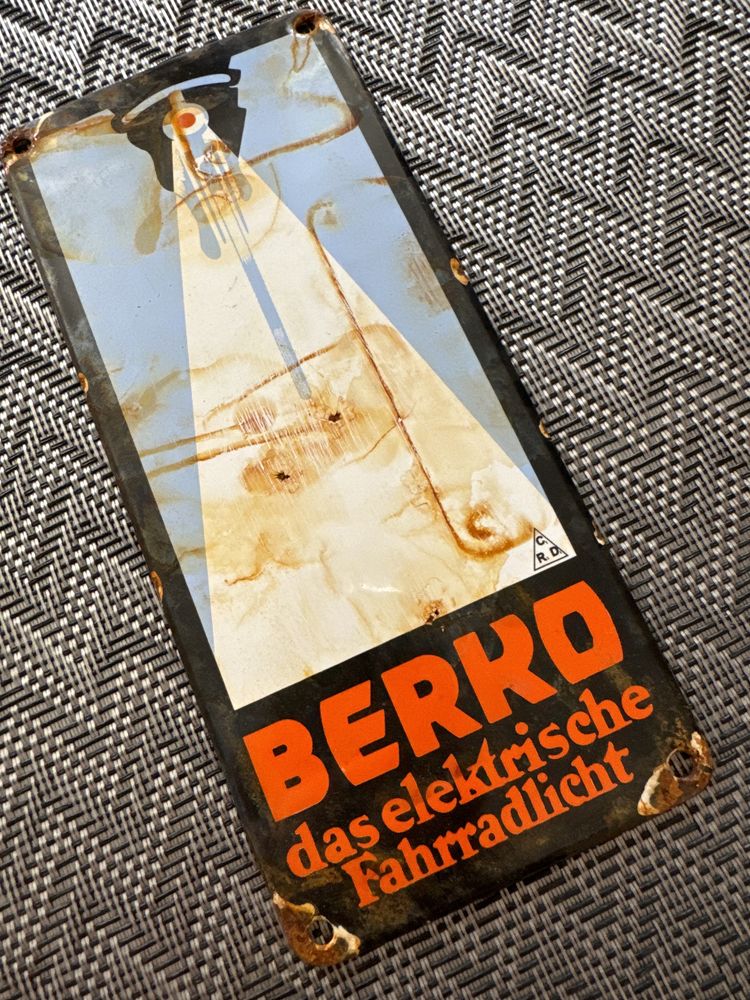 C.
R. D.
BERKO
das elektrische
Fahrradlicht